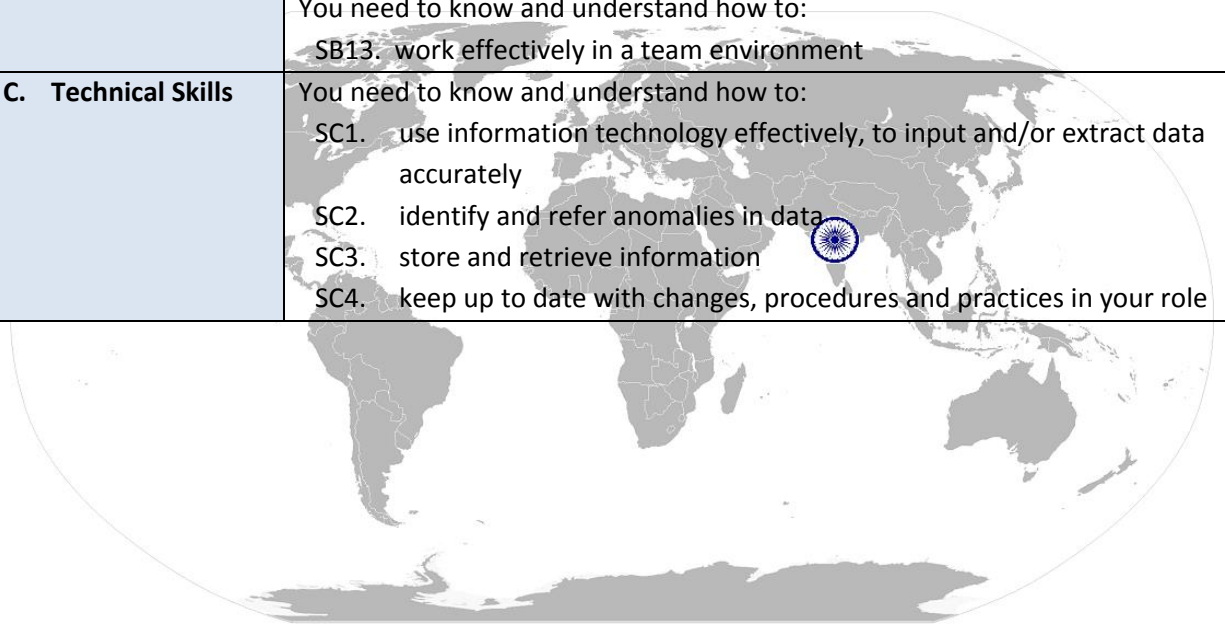 You need to know and understand how to:
SB13. work effectively in a team environment
C. Technical Skills
You need to know and understand how to:
SC1. use information technology effectively, to input and/or extract data
accurately
SC2. identify and refer anomalies in data
SC3. store and retrieve information
SC4. keep up to date with changes, procedures and practices in your role